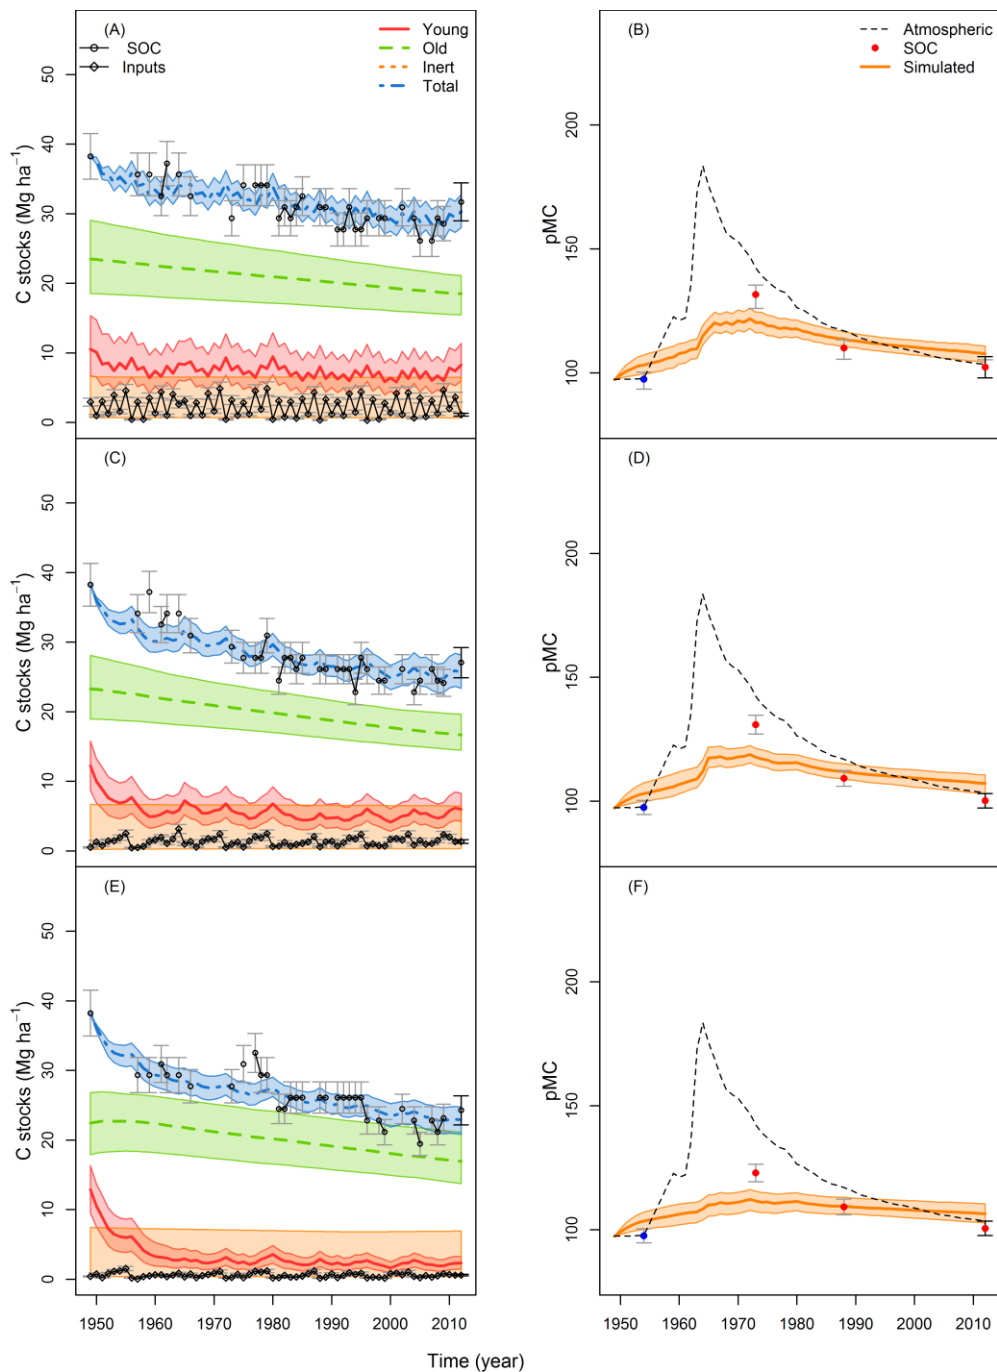 (A)
SOC
Inputs
Young
Old
Inert
Total
C stocks (Mg ha⁻¹)
50
40
30
20
10
0
(B)
Atmospheric
SOC
Simulated
pMC
200
150
100
(C)
C stocks (Mg ha⁻¹)
50
40
30
20
10
0
(D)
pMC
200
150
100
(E)
C stocks (Mg ha⁻¹)
50
40
30
20
10
0
1950 1960 1970 1980 1990 2000 2010
(F)
pMC
200
150
100
1950 1960 1970 1980 1990 2000 2010
Time (year)